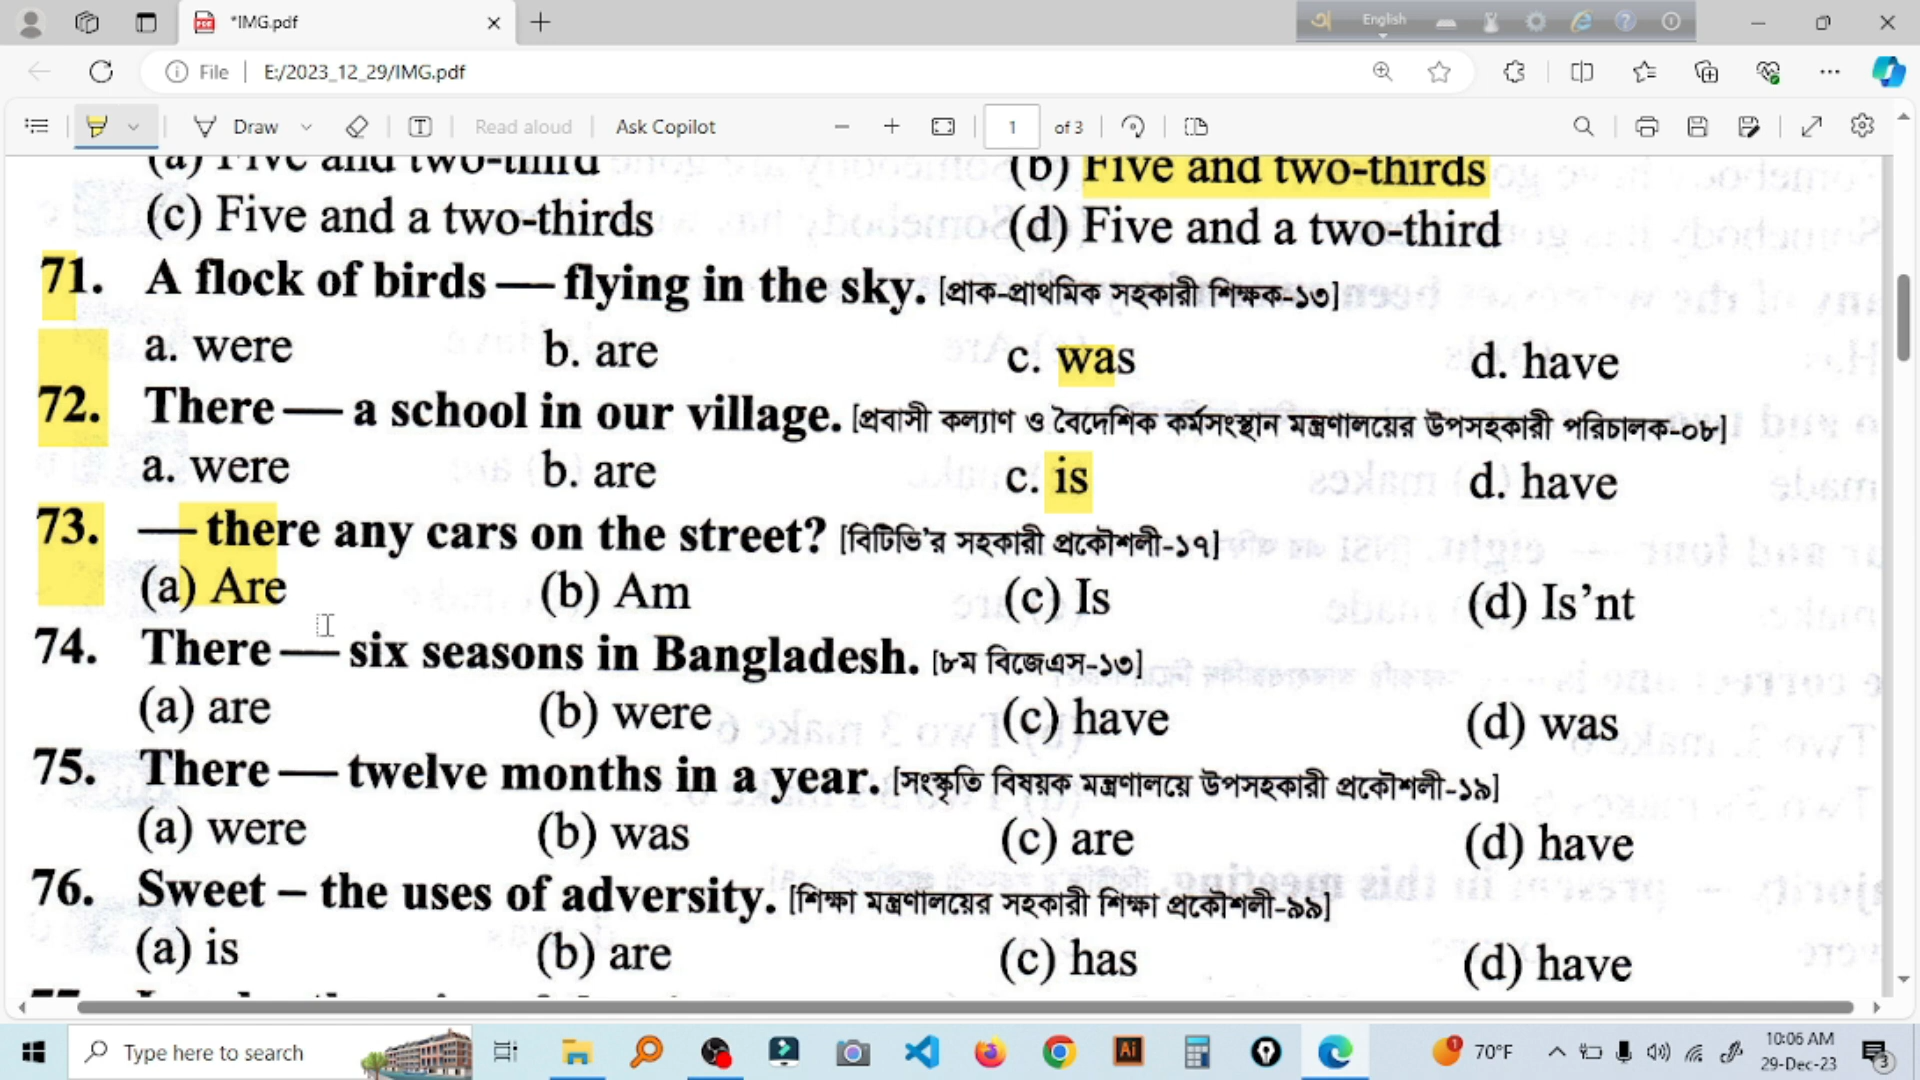 *IMG.pdf
English
File
E:/2023_12_29/IMG.pdf
Draw
Read aloud
Ask Copilot
1
of 3
(a) Five and two-third (b) Five and two-thirds
(c) Five and a two-thirds (d) Five and a two-third
71. A flock of birds — flying in the sky. [প্রাক-প্রাথমিক সহকারী শিক্ষক-১৩]
a. were b. are c. was d. have
72. There — a school in our village. [প্রবাসী কল্যাণ ও বৈদেশিক কর্মসংস্থান মন্ত্রণালয়ের উপসহকারী পরিচালক-০৮]
a. were b. are c. is d. have
73. — there any cars on the street? [বিটিভি'র সহকারী প্রকৌশলী-১৭]
(a) Are (b) Am (c) Is (d) Is'nt
74. There — six seasons in Bangladesh. [৮ম বিজেএস-১৩]
(a) are (b) were (c) have (d) was
75. There — twelve months in a year. [সংস্কৃতি বিষয়ক মন্ত্রণালয়ে উপসহকারী প্রকৌশলী-১৯]
(a) were (b) was (c) are (d) have
76. Sweet – the uses of adversity. [শিক্ষা মন্ত্রণালয়ের সহকারী শিক্ষা প্রকৌশলী-৯৯]
(a) is (b) are (c) has (d) have
Type here to search
70°F
10:06 AM
29-Dec-23
3